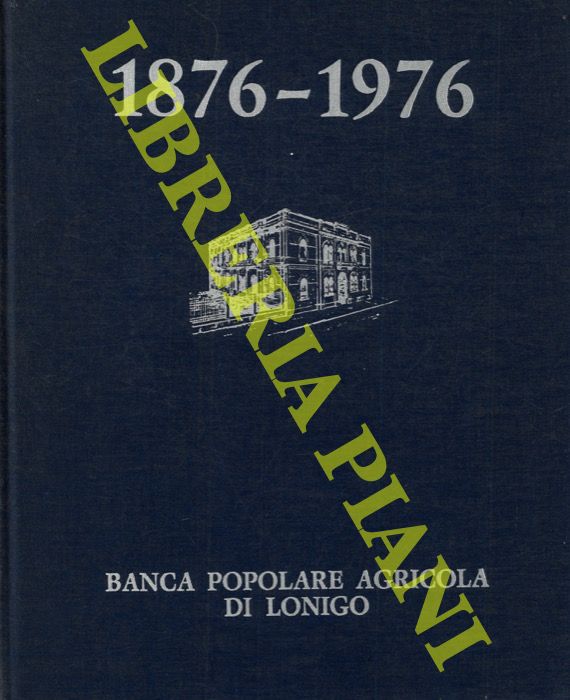 1876-1976
LIBRERIA PIANI
BANCA POPOLARE AGRICOLA
DI LONIGO